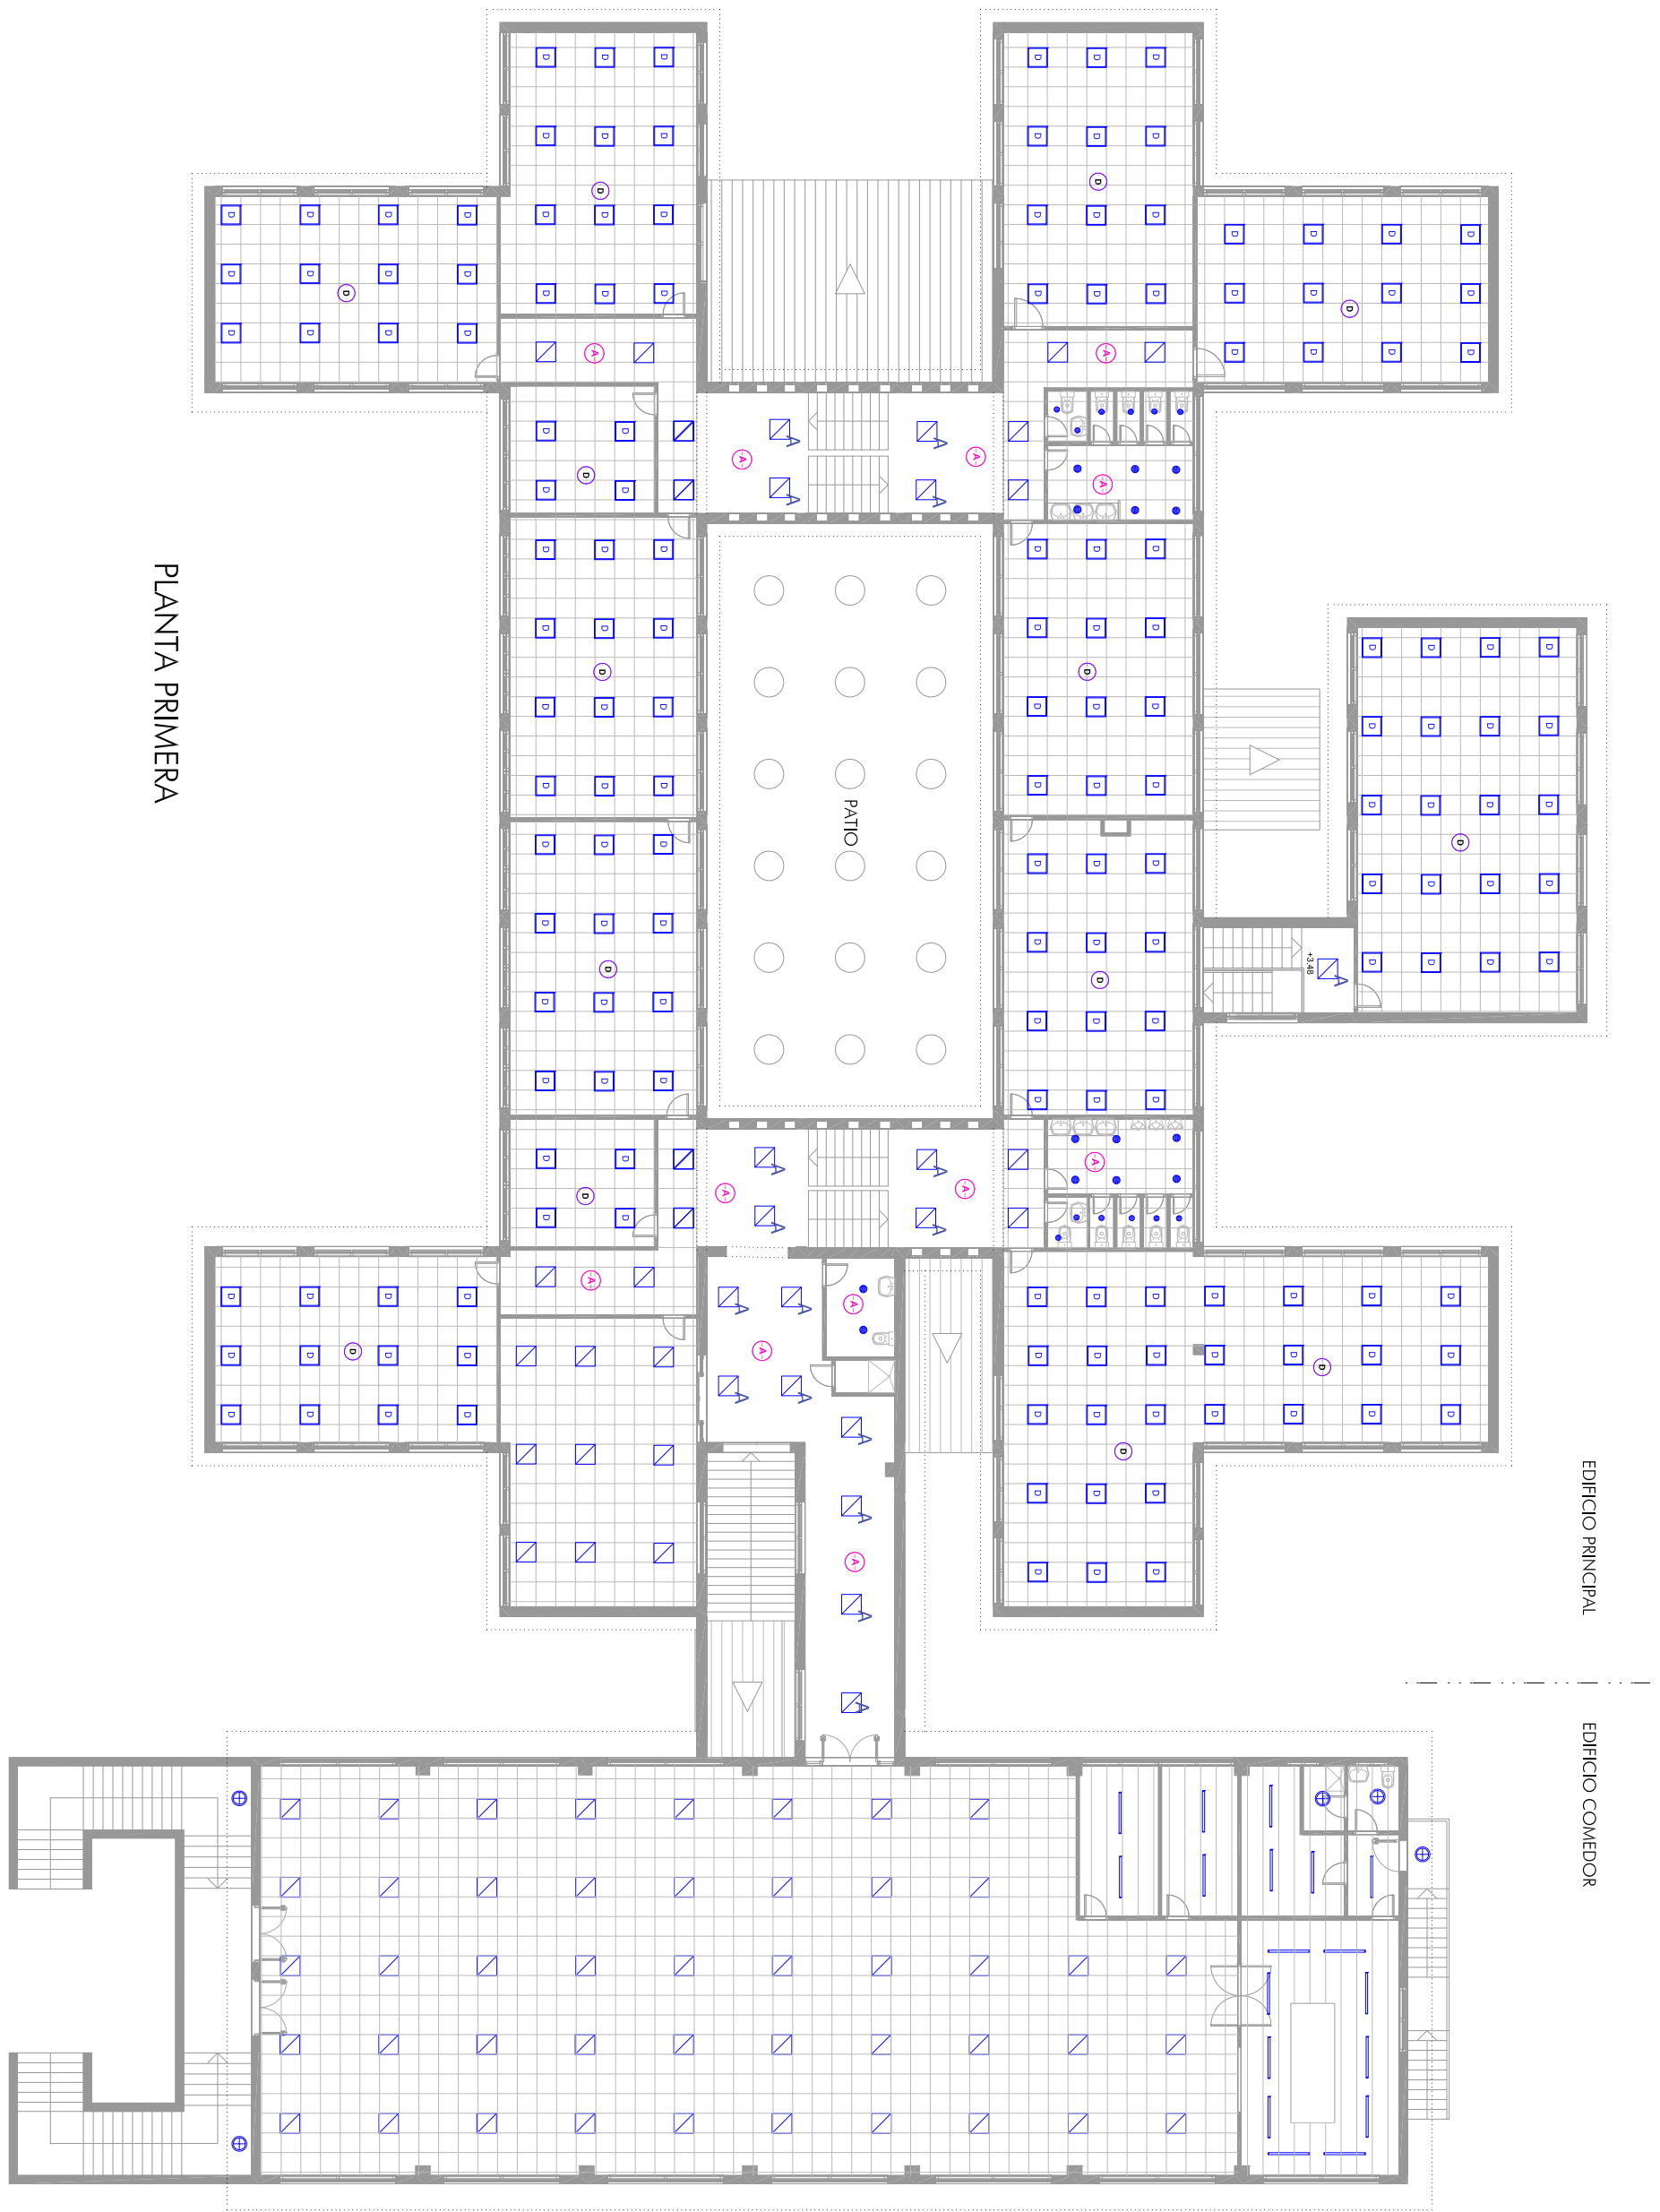 PLANTA PRIMERA
PATIO
+3.48
EDIFICIO PRINCIPAL
EDIFICIO COMEDOR
D
A
-A-